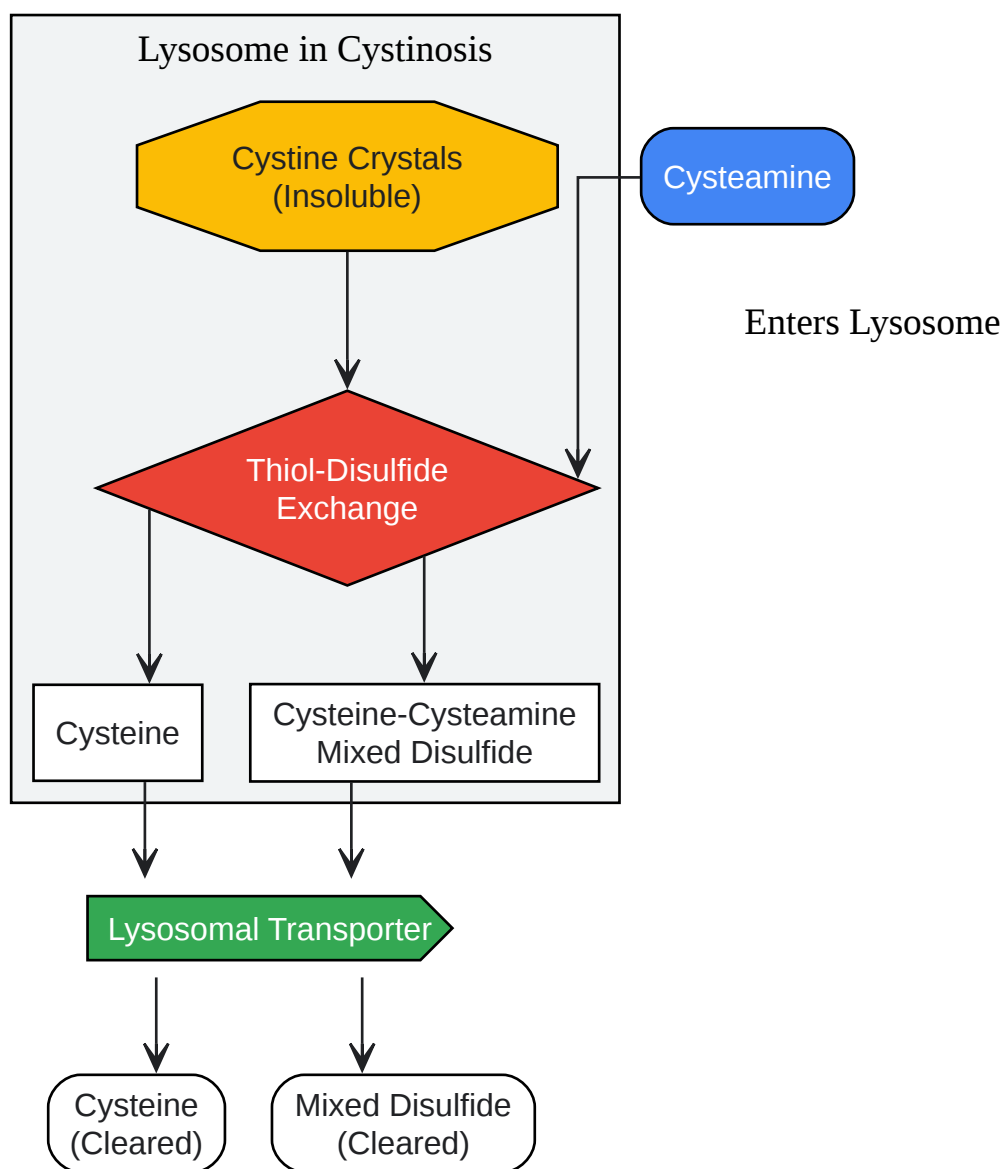 Lysosome in Cystinosis
Cystine Crystals
(Insoluble)
Cysteamine
Enters Lysosome
Thiol-Disulfide
Exchange
Cysteine
Cysteine-Cysteamine
Mixed Disulfide
Lysosomal Transporter
Cysteine
(Cleared)
Mixed Disulfide
(Cleared)